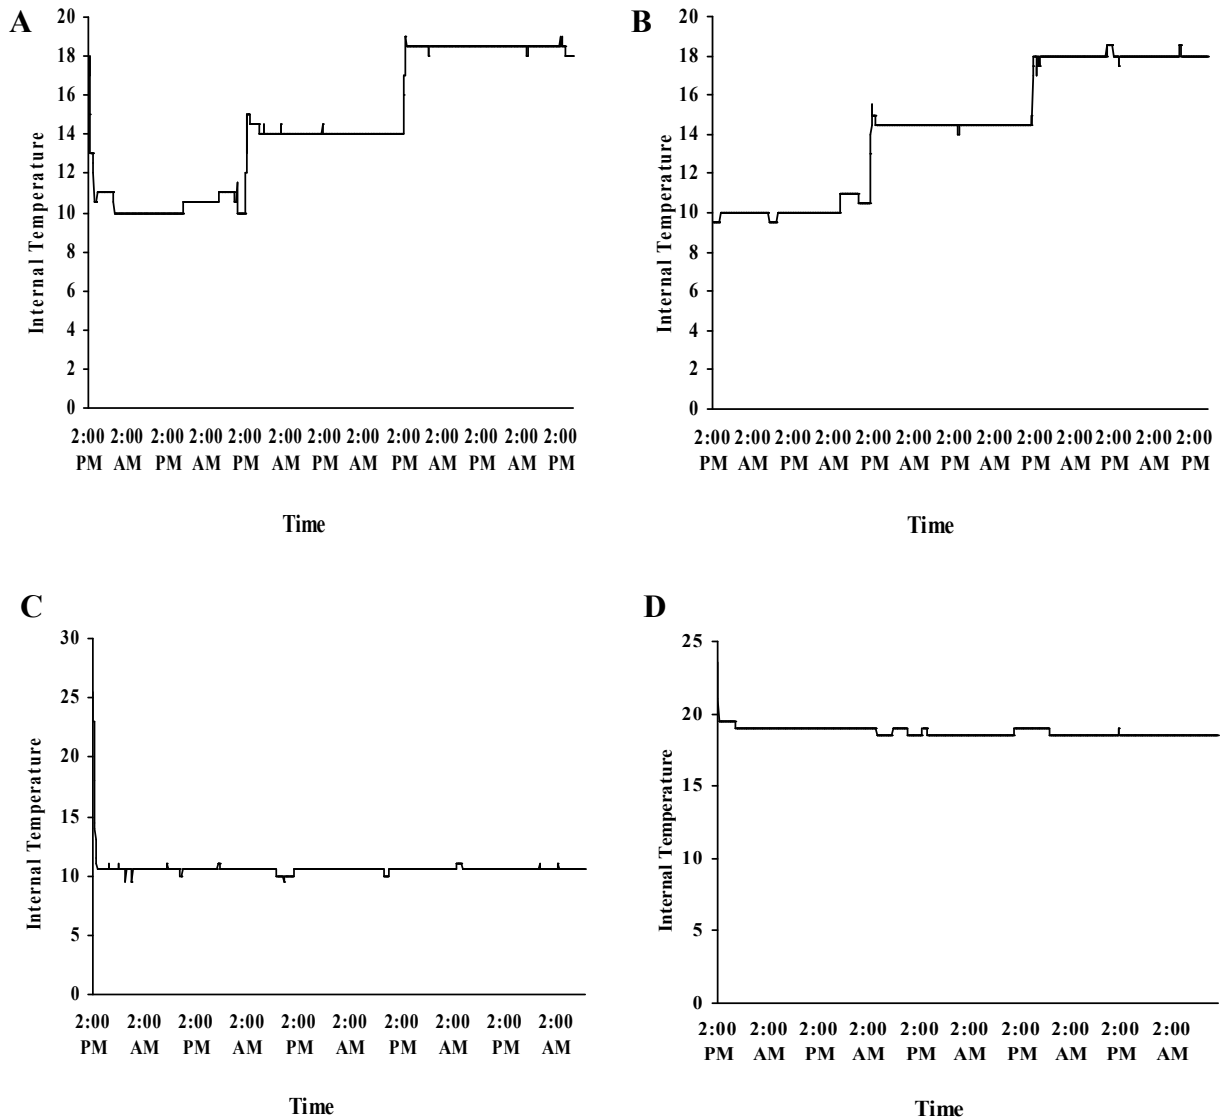 A
20
18
16
14
12
10
8
6
4
2
0
Internal Temperature
2:00 2:00 2:00 2:00 2:00 2:00 2:00 2:00 2:00 2:00 2:00 2:00 2:00
PM AM PM AM PM AM PM AM PM AM PM AM PM
Time
B
20
18
16
14
12
10
8
6
4
2
0
Internal Temperature
2:00 2:00 2:00 2:00 2:00 2:00 2:00 2:00 2:00 2:00 2:00 2:00 2:00
PM AM PM AM PM AM PM AM PM AM PM AM PM
Time
C
30
25
20
15
10
5
0
Internal Temperature
2:00 2:00 2:00 2:00 2:00 2:00 2:00 2:00 2:00 2:00
PM AM PM AM PM AM PM AM PM AM
Time
D
25
20
15
10
5
0
Internal Temperature
2:00 2:00 2:00 2:00 2:00 2:00 2:00 2:00 2:00 2:00
PM AM PM AM PM AM PM AM PM AM
Time